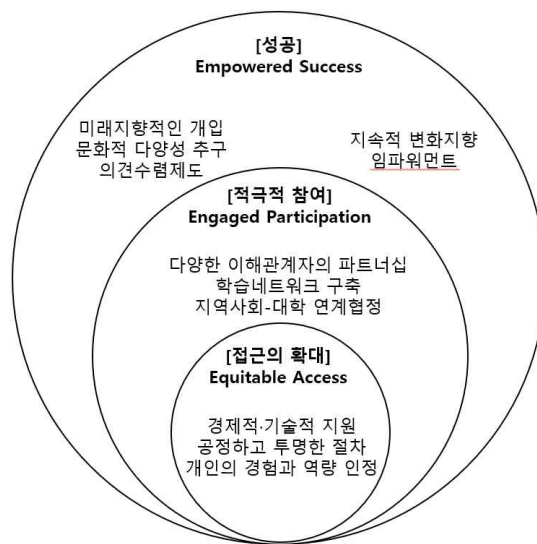 [성공]
Empowered Success
미래지향적인 개입
문화적 다양성 추구
의견수렴제도
지속적 변화지향
임파워먼트
[적극적 참여]
Engaged Participation
다양한 이해관계자의 파트너십
학습네트워크 구축
지역사회-대학 연계협정
[접근의 확대]
Equitable Access
경제적·기술적 지원
공정하고 투명한 절차
개인의 경험과 역량 인정